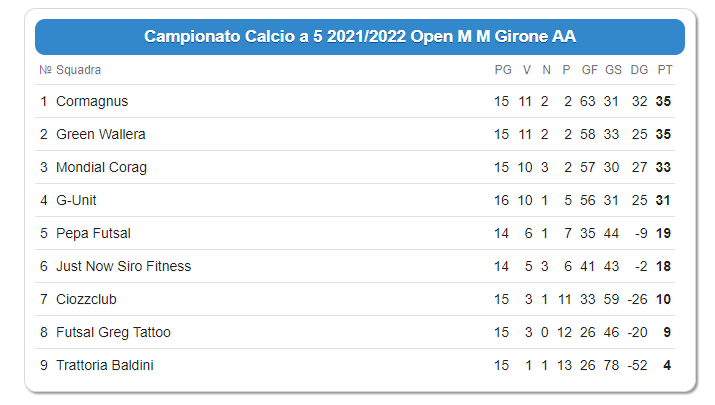 Campionato Calcio a 5 2021/2022 Open M M Girone AA
№ Squadra PG V N P GF GS DG PT
1 Cormagnus 15 11 2 2 63 31 32 35
2 Green Wallera 15 11 2 2 58 33 25 35
3 Mondial Corag 15 10 3 2 57 30 27 33
4 G-Unit 16 10 1 5 56 31 25 31
5 Pepa Futsal 14 6 1 7 35 44 -9 19
6 Just Now Siro Fitness 14 5 3 6 41 43 -2 18
7 Ciozzclub 15 3 1 11 33 59 -26 10
8 Futsal Greg Tattoo 15 3 0 12 26 46 -20 9
9 Trattoria Baldini 15 1 1 13 26 78 -52 4